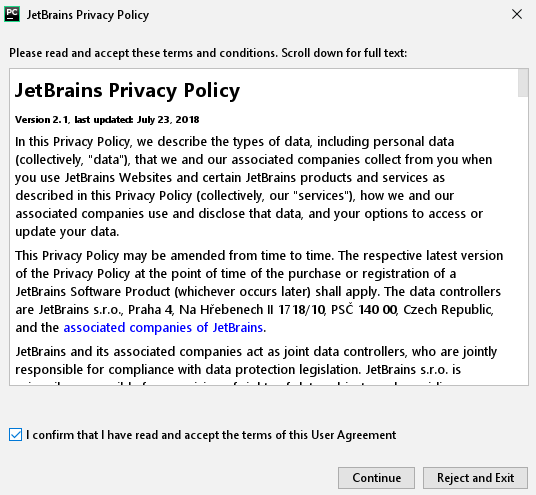 PC JetBrains Privacy Policy
Please read and accept these terms and conditions. Scroll down for full text:
JetBrains Privacy Policy
Version 2.1, last updated: July 23, 2018
In this Privacy Policy, we describe the types of data, including personal data
(collectively, "data"), that we and our associated companies collect from you when
you use JetBrains Websites and certain JetBrains products and services as
described in this Privacy Policy (collectively, our "services"), how we and our
associated companies use and disclose that data, and your options to access or
update your data.
This Privacy Policy may be amended from time to time. The respective latest version
of the Privacy Policy at the point of time of the purchase or registration of a
JetBrains Software Product (whichever occurs later) shall apply. The data controllers
are JetBrains s.r.o., Praha 4, Na Hřebenech II 1718/10, PSČ 140 00, Czech Republic,
and the associated companies of JetBrains.
JetBrains and its associated companies act as joint data controllers, who are jointly
responsible for compliance with data protection legislation. JetBrains s.r.o. is
I confirm that I have read and accept the terms of this User Agreement
Continue Reject and Exit